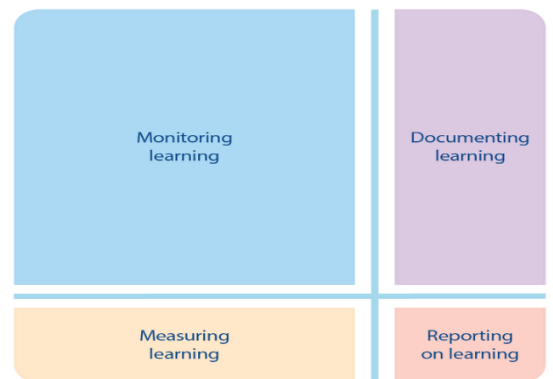 Monitoring
learning
Documenting
learning
Measuring
learning
Reporting
on learning